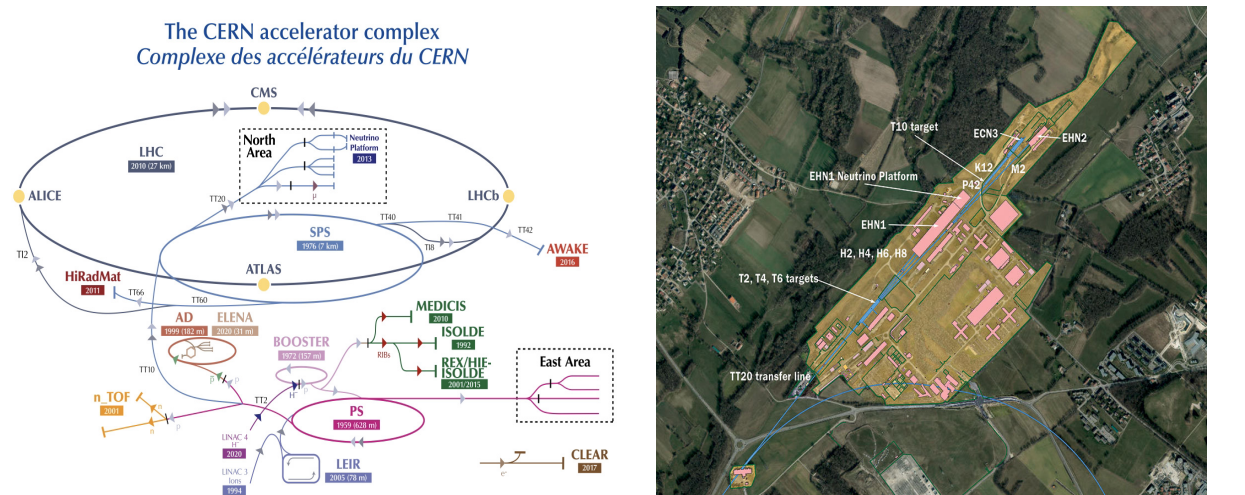 The CERN accelerator complex
Complexe des accélérateurs du CERN
CMS
North
Area
Neutrino
Platform
2013
LHC
2010 (27 km)
μ
ALICE
LHCb
TT20
TT40
TT41
SPS
1976 (7 km)
TI8
TT42
AWAKE
2016
TI2
ATLAS
HiRadMat
2011
TT66
TT60
AD
1999 (182 m)
ELENA
2020 (31 m)
MEDICIS
2010
BOOSTER
1972 (157 m)
ISOLDE
1992
RIBs
REX/HIE-
ISOLDE
2001/2015
East Area
TT10
p
p
H⁻
n_TOF
2001
n
n
p
TT2
PS
1959 (628 m)
LINAC 4
H⁻
2020
LINAC 3
Ions
1994
LEIR
2005 (78 m)
CLEAR
2017
e⁻
T10 target
ECN3
EHN2
K12
M2
EHN1 Neutrino Platform
P42
EHN1
H2, H4, H6, H8
T2, T4, T6 targets
TT20 transfer line